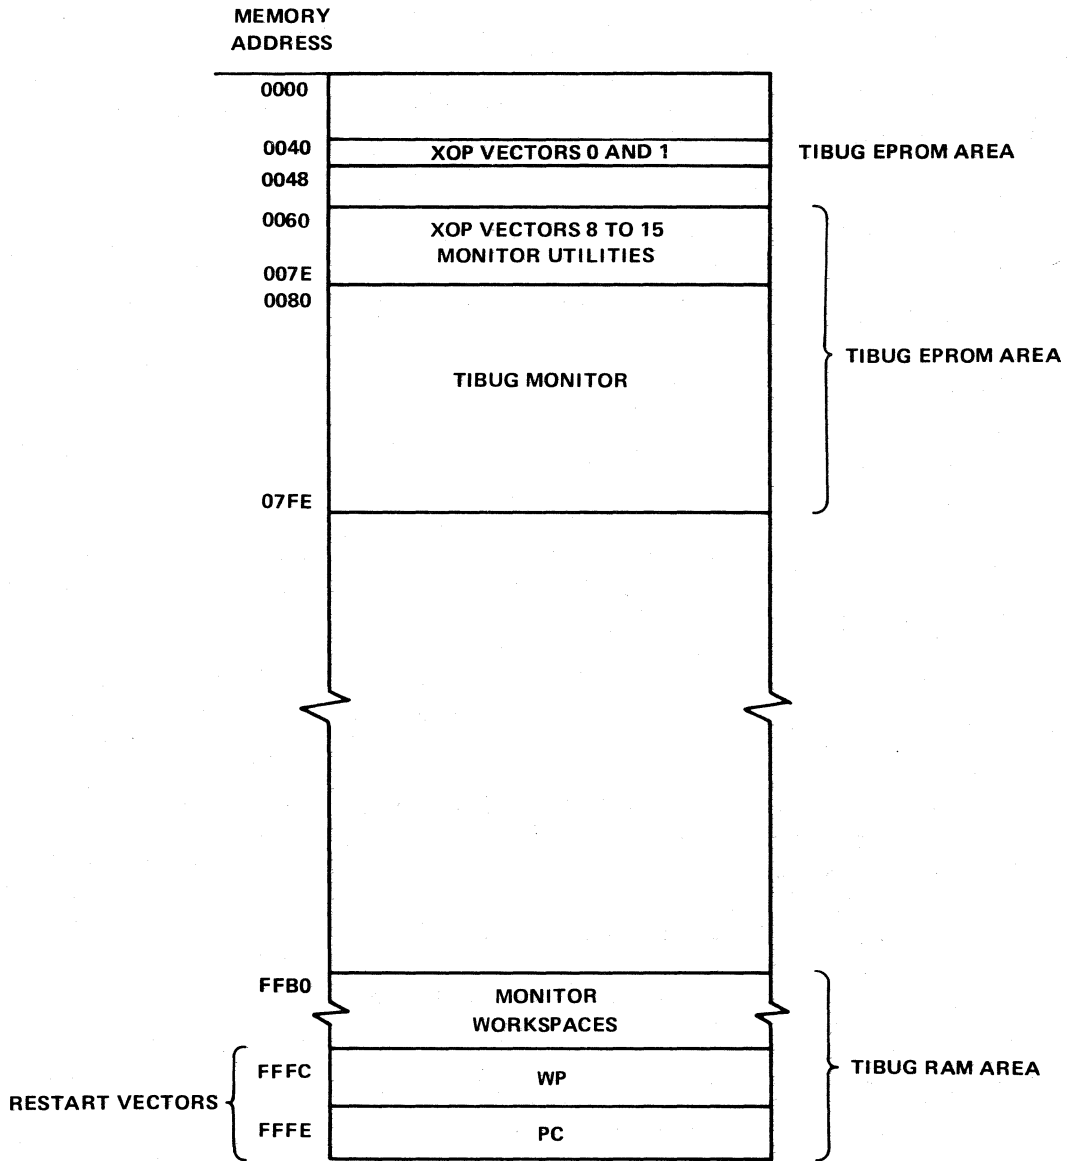 MEMORY
ADDRESS
0000
0040
XOP VECTORS 0 AND 1
TIBUG EPROM AREA
0048
0060
XOP VECTORS 8 TO 15
MONITOR UTILITIES
007E
0080
TIBUG EPROM AREA
TIBUG MONITOR
07FE
FFB0
MONITOR
WORKSPACES
FFFC
WP
TIBUG RAM AREA
RESTART VECTORS
FFFE
PC